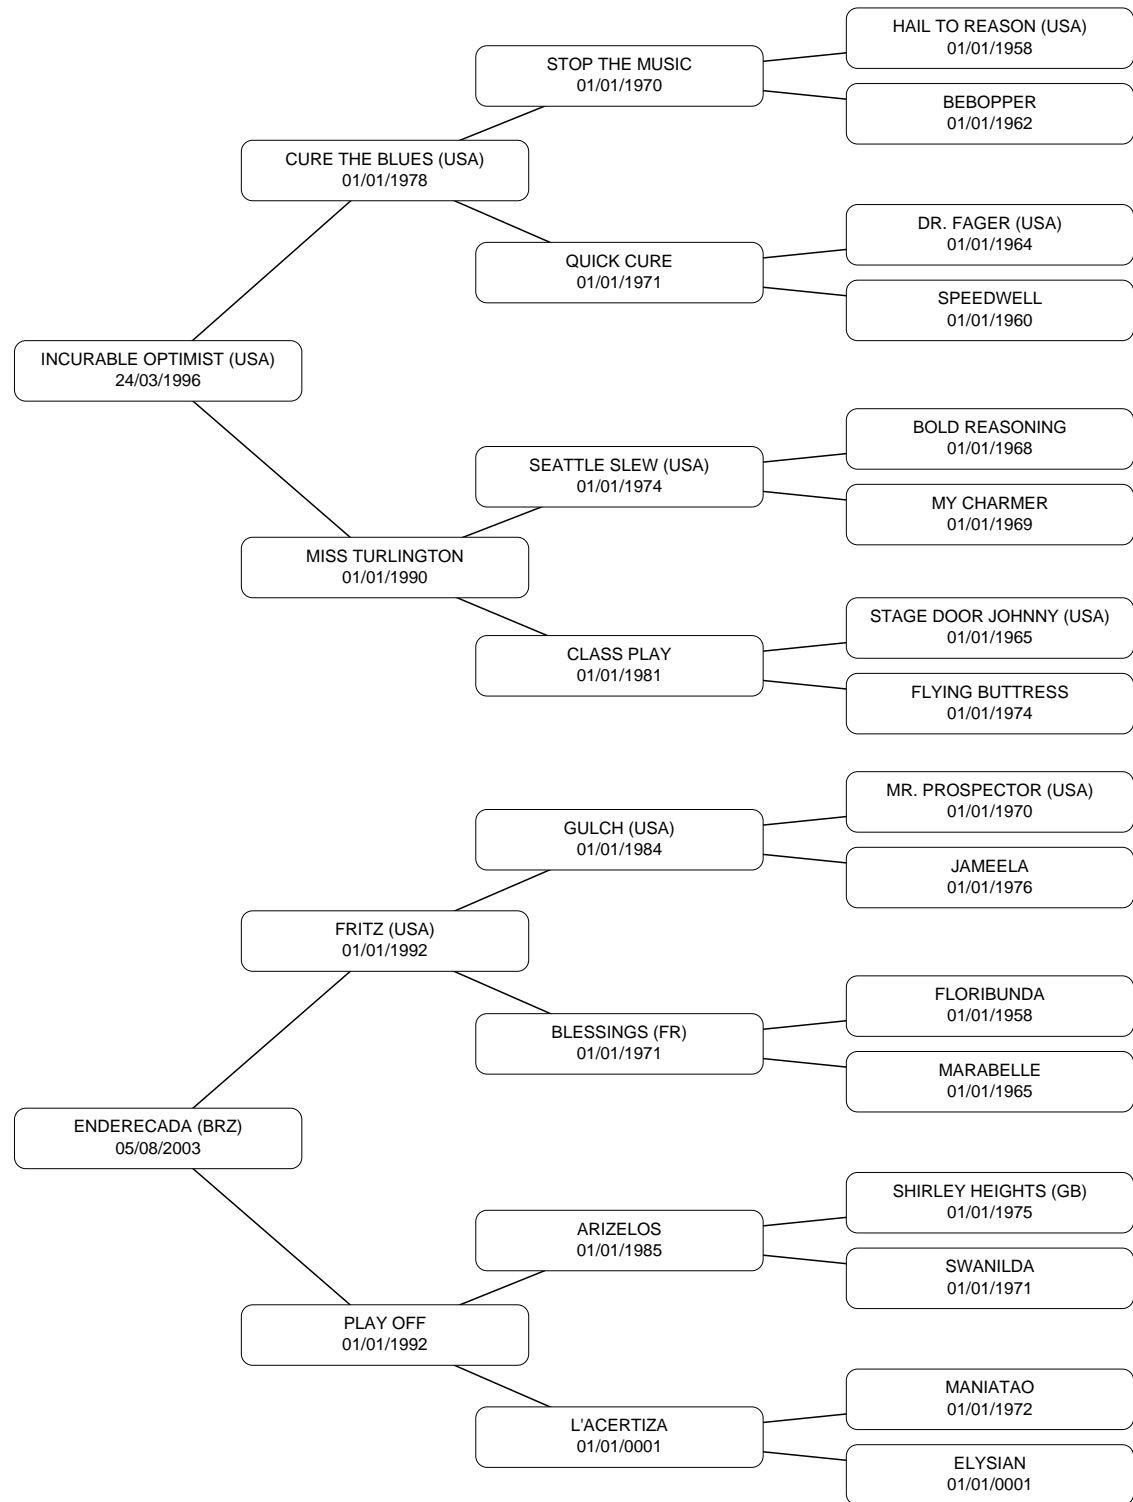 HAIL TO REASON (USA)
01/01/1958
STOP THE MUSIC
01/01/1970
BEBOPPER
01/01/1962
CURE THE BLUES (USA)
01/01/1978
DR. FAGER (USA)
01/01/1964
QUICK CURE
01/01/1971
SPEEDWELL
01/01/1960
INCURABLE OPTIMIST (USA)
24/03/1996
BOLD REASONING
01/01/1968
SEATTLE SLEW (USA)
01/01/1974
MY CHARMER
01/01/1969
MISS TURLINGTON
01/01/1990
STAGE DOOR JOHNNY (USA)
01/01/1965
CLASS PLAY
01/01/1981
FLYING BUTTRESS
01/01/1974
MR. PROSPECTOR (USA)
01/01/1970
GULCH (USA)
01/01/1984
JAMEELA
01/01/1976
FRITZ (USA)
01/01/1992
FLORIBUNDA
01/01/1958
BLESSINGS (FR)
01/01/1971
MARABELLE
01/01/1965
ENDERECADA (BRZ)
05/08/2003
SHIRLEY HEIGHTS (GB)
01/01/1975
ARIZELOS
01/01/1985
SWANILDA
01/01/1971
PLAY OFF
01/01/1992
MANIATAO
01/01/1972
L'ACERTIZA
01/01/0001
ELYSIAN
01/01/0001